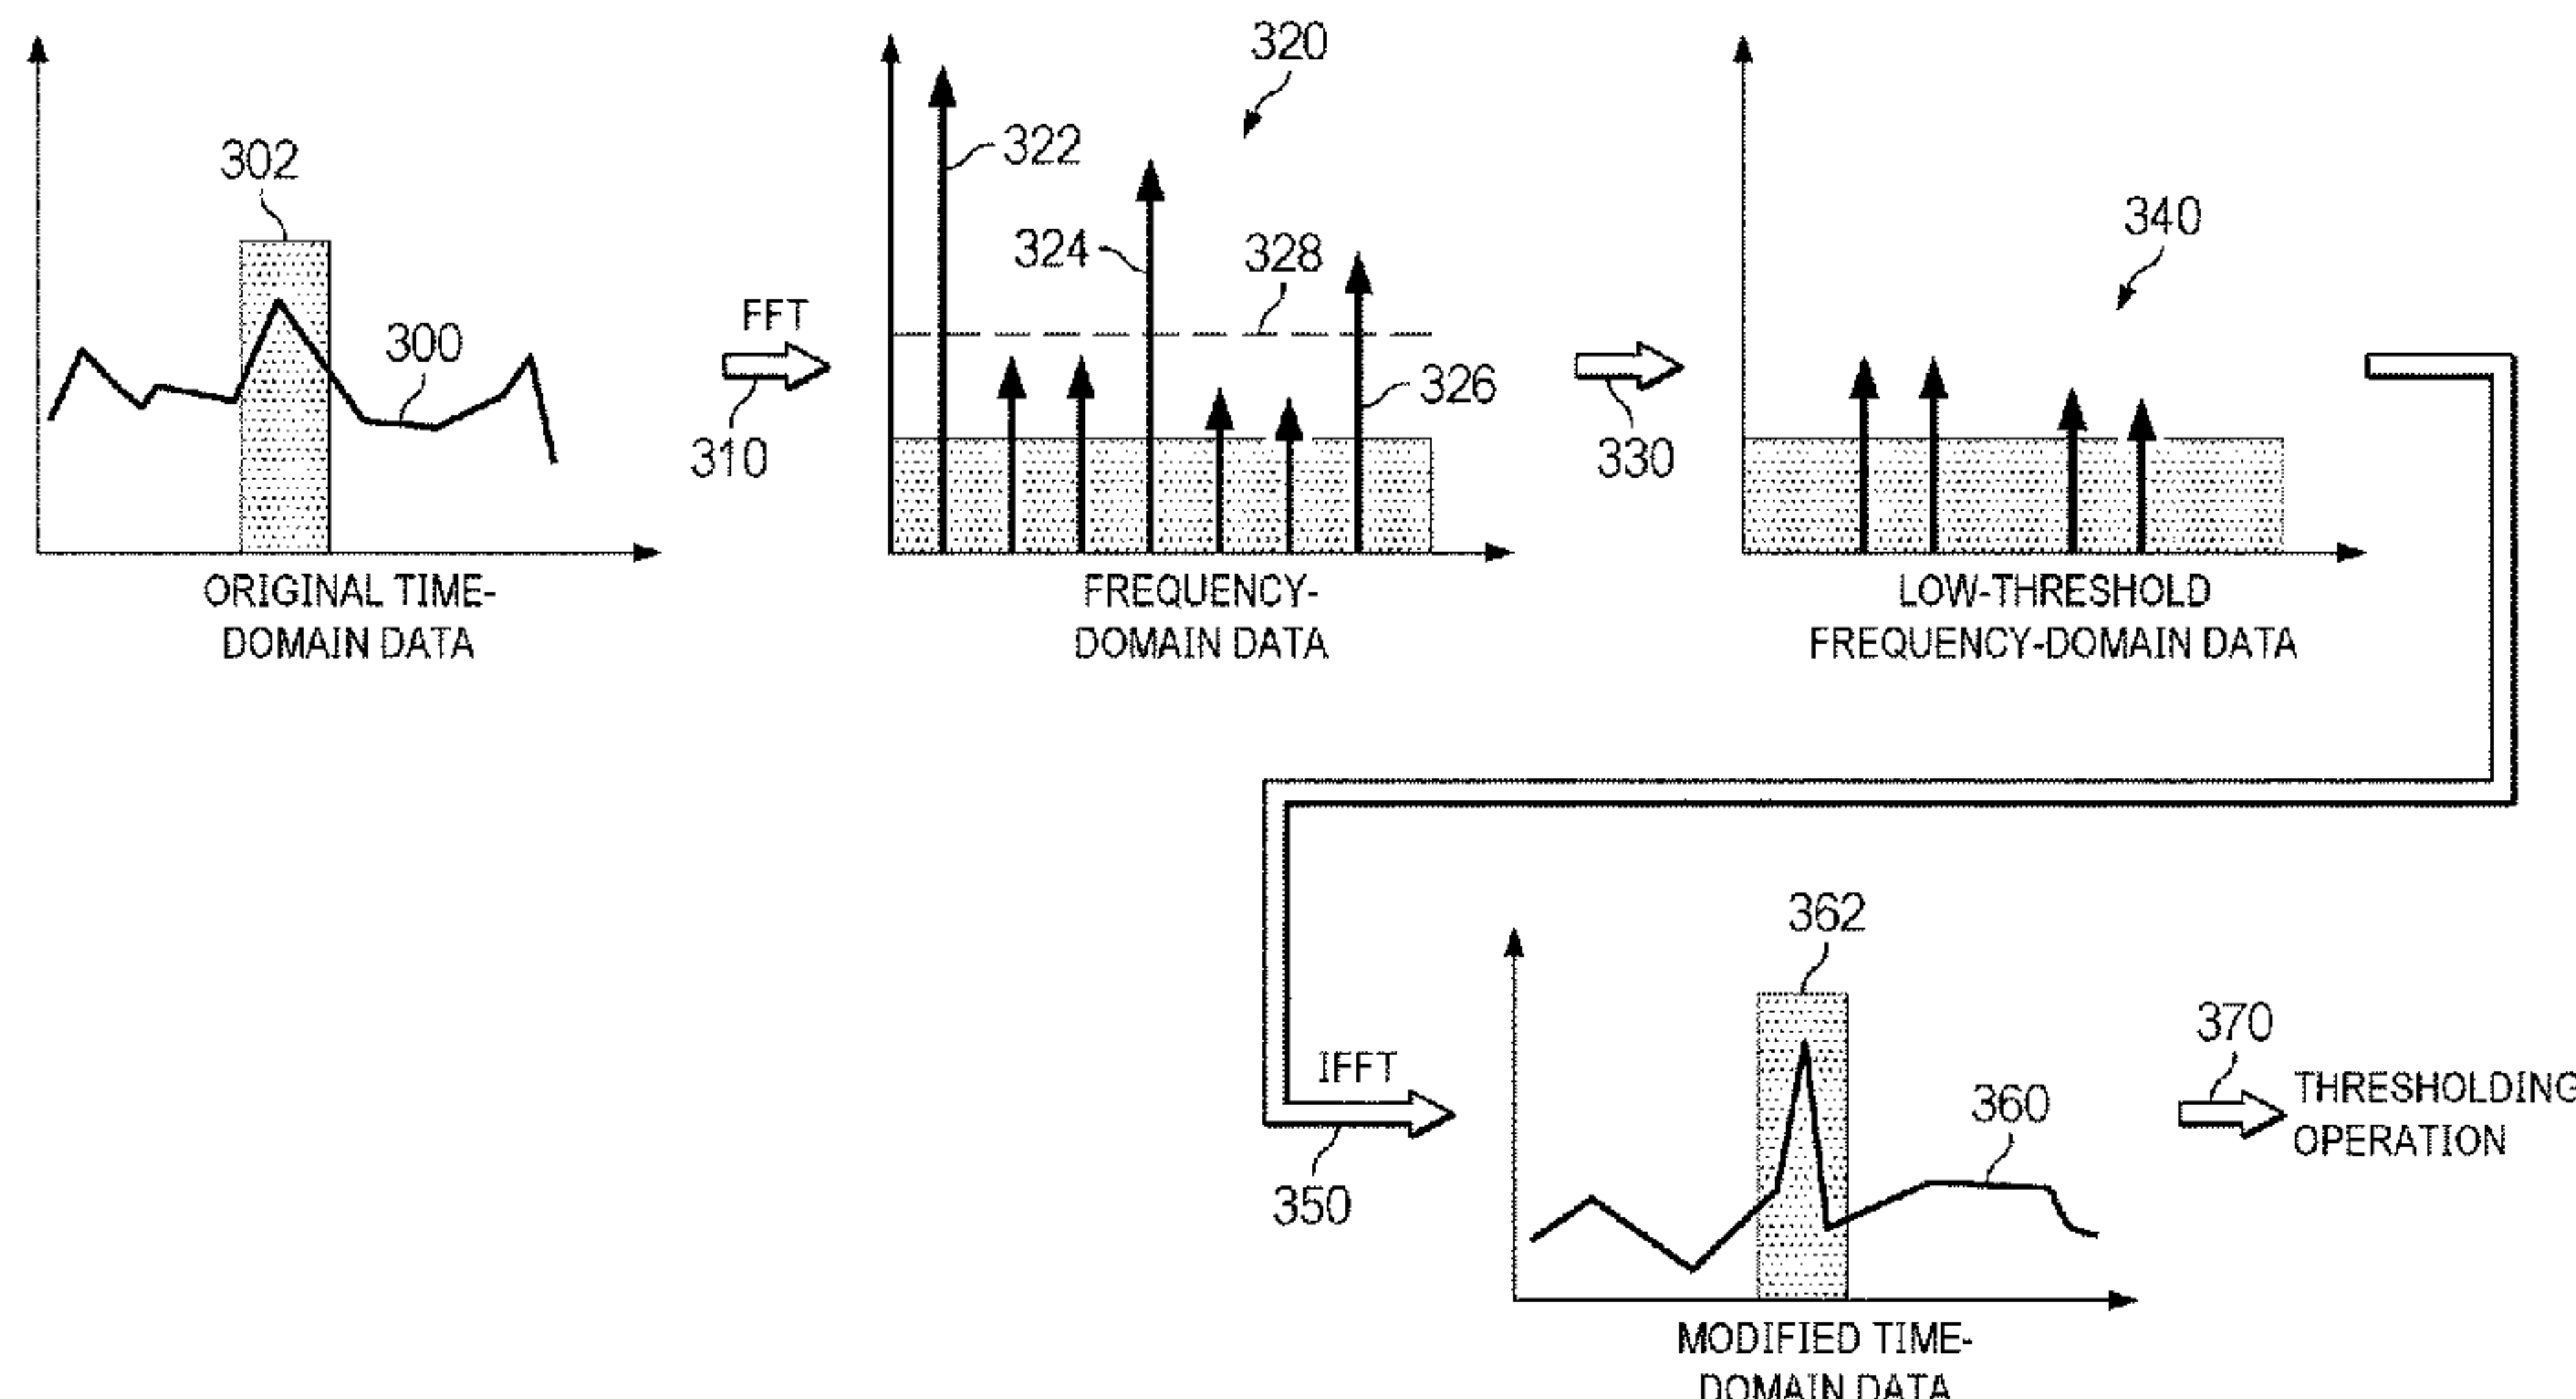 302
300
ORIGINAL TIME-
DOMAIN DATA
FFT
310
320
322
324
328
326
FREQUENCY-
DOMAIN DATA
330
340
LOW-THRESHOLD
FREQUENCY-DOMAIN DATA
IFFT
350
362
360
MODIFIED TIME-
DOMAIN DATA
370
THRESHOLDING
OPERATION